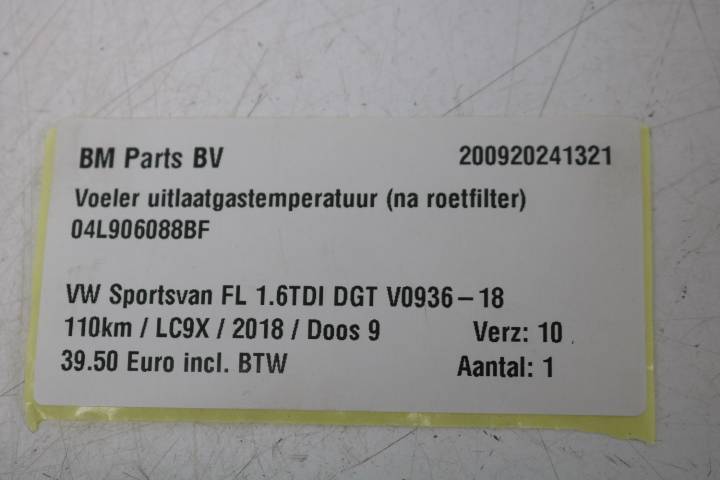 BM Parts BV 200920241321
Voeler uitlaatgastemperatuur (na roetfilter)
04L906088BF
VW Sportsvan FL 1.6TDI DGT V0936-18
110km / LC9X / 2018 / Doos 9 Verz: 10
39.50 Euro incl. BTW Aantal: 1